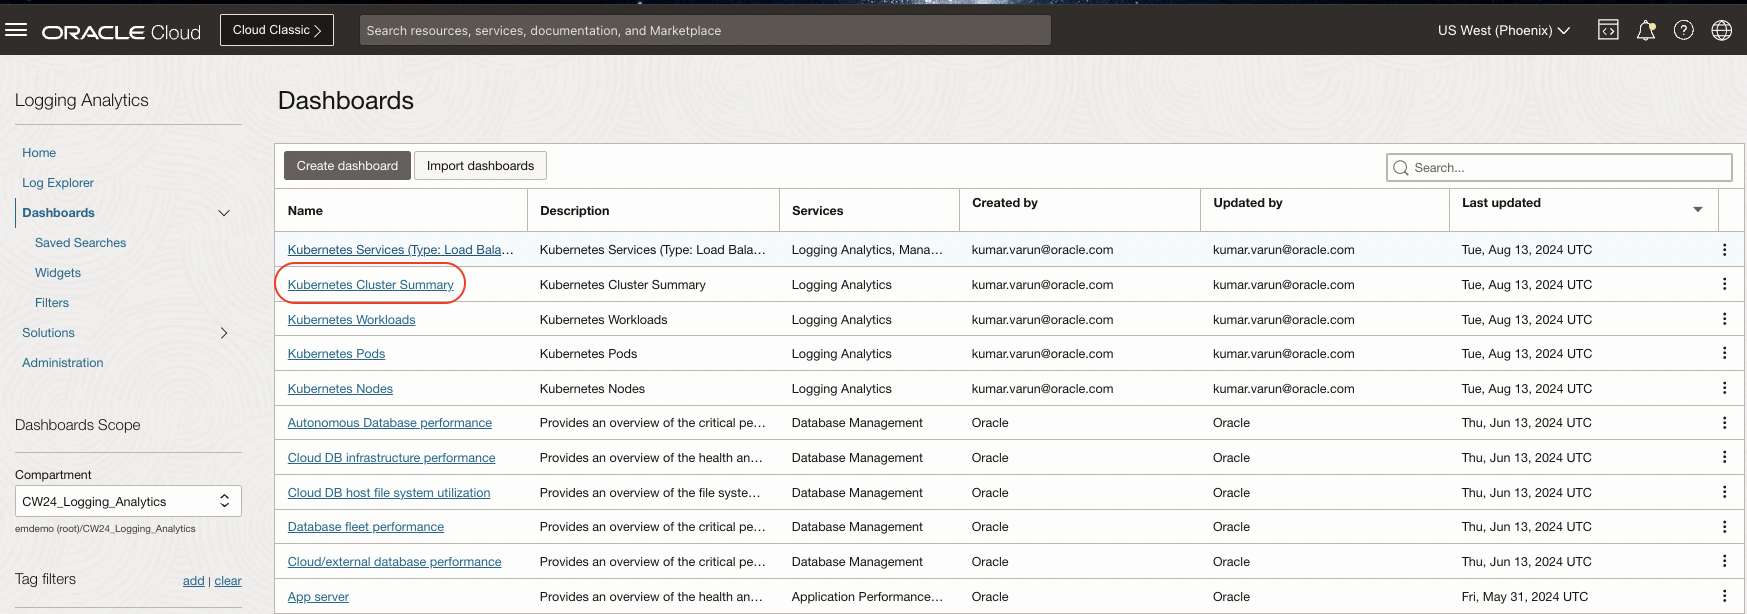 ORACLE Cloud
Cloud Classic
Search resources, services, documentation, and Marketplace
US West (Phoenix)
Logging Analytics
Home
Log Explorer
Dashboards
Saved Searches
Widgets
Filters
Solutions
Administration
Dashboards Scope
Compartment
CW24_Logging_Analytics
emdemo (root)/CW24_Logging_Analytics
Tag filters add | clear
Dashboards
Create dashboard Import dashboards Search...
Name Description Services Created by Updated by Last updated
Kubernetes Services (Type: Load Bala... Kubernetes Services (Type: Load Bala... Logging Analytics, Mana... kumar.varun@oracle.com kumar.varun@oracle.com Tue, Aug 13, 2024 UTC
Kubernetes Cluster Summary Kubernetes Cluster Summary Logging Analytics kumar.varun@oracle.com kumar.varun@oracle.com Tue, Aug 13, 2024 UTC
Kubernetes Workloads Kubernetes Workloads Logging Analytics kumar.varun@oracle.com kumar.varun@oracle.com Tue, Aug 13, 2024 UTC
Kubernetes Pods Kubernetes Pods Logging Analytics kumar.varun@oracle.com kumar.varun@oracle.com Tue, Aug 13, 2024 UTC
Kubernetes Nodes Kubernetes Nodes Logging Analytics kumar.varun@oracle.com kumar.varun@oracle.com Tue, Aug 13, 2024 UTC
Autonomous Database performance Provides an overview of the critical pe... Database Management Oracle Oracle Thu, Jun 13, 2024 UTC
Cloud DB infrastructure performance Provides an overview of the health an... Database Management Oracle Oracle Thu, Jun 13, 2024 UTC
Cloud DB host file system utilization Provides an overview of the file syste... Database Management Oracle Oracle Thu, Jun 13, 2024 UTC
Database fleet performance Provides an overview of the critical pe... Database Management Oracle Oracle Thu, Jun 13, 2024 UTC
Cloud/external database performance Provides an overview of the critical pe... Database Management Oracle Oracle Thu, Jun 13, 2024 UTC
App server Provides an overview of the health an... Application Performance... Oracle Oracle Fri, May 31, 2024 UTC